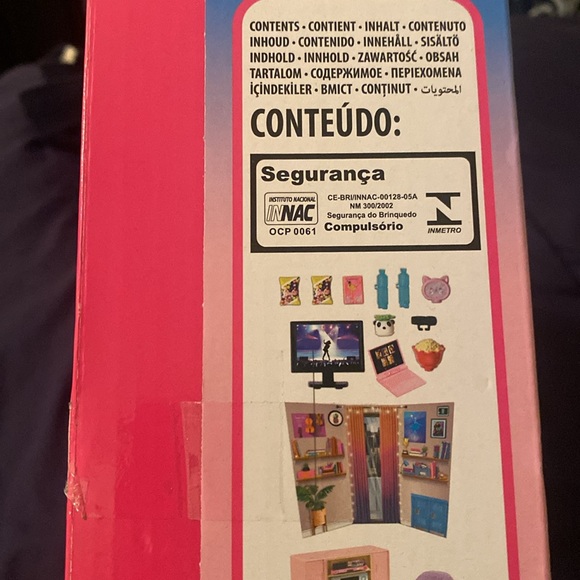 CONTENTS • CONTIENT • INHALT • CONTENUTO
INHOUD • CONTENIDO • INNEHÅLL • SISÄLTÖ
INDHOLD • INNHOLD • ZAWARTOŚĆ • OBSAH
TARTALOM • СОДЕРЖИМОЕ • ΠΕΡΙΕΧΟΜΕΝΑ
İÇİNDEKİLER • ВМІСТ • CONȚINUT • المحتويات
CONTEÚDO:
Segurança
INSTITUTO NACIONAL
INNAC
OCP 0061
CE-BRI/INNAC-00128-05A
NM 300/2002
Segurança do Brinquedo
Compulsório
INMETRO